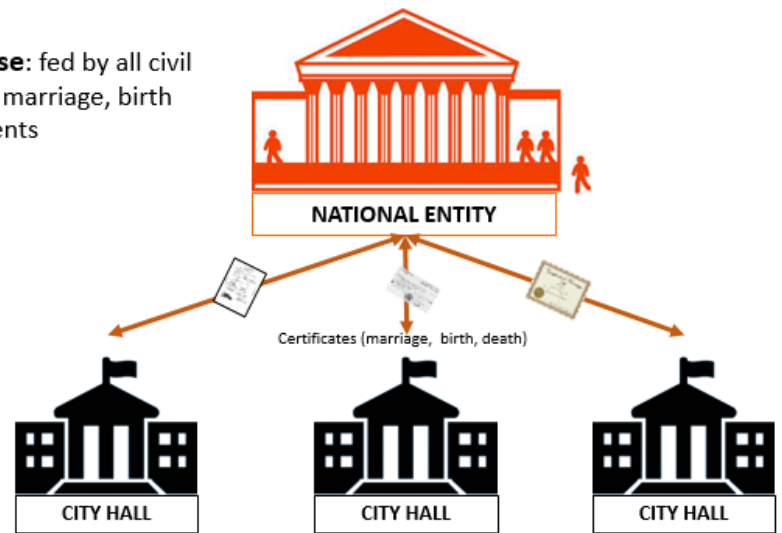 se: fed by all civil
marriage, birth
ents
NATIONAL ENTITY
Certificates (marriage, birth, death)
CITY HALL
CITY HALL
CITY HALL